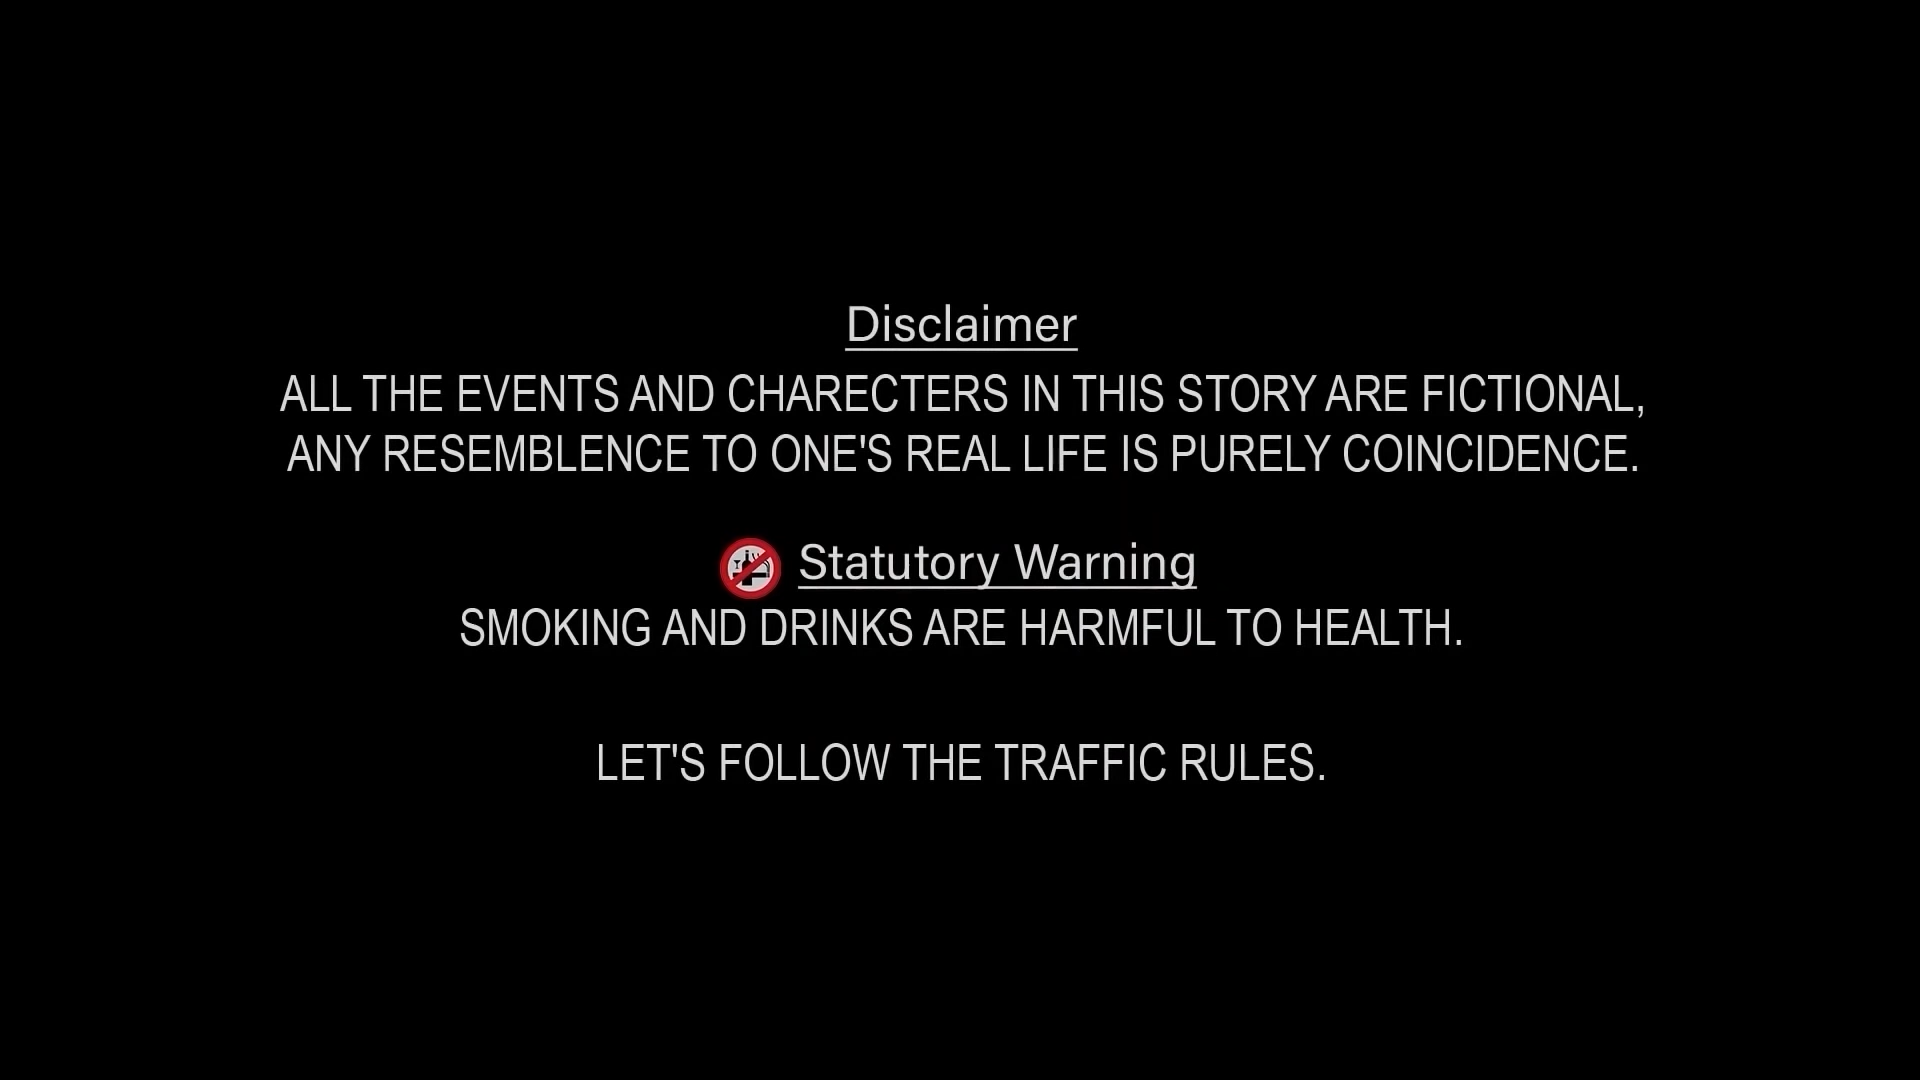 Disclaimer
ALL THE EVENTS AND CHARECTERS IN THIS STORY ARE FICTIONAL,
ANY RESEMBLENCE TO ONE'S REAL LIFE IS PURELY COINCIDENCE.
Statutory Warning
SMOKING AND DRINKS ARE HARMFUL TO HEALTH.
LET'S FOLLOW THE TRAFFIC RULES.